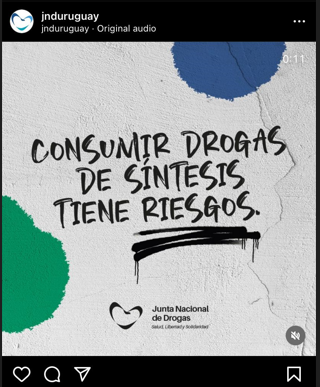 jnduruguay
jnduruguay · Original audio
0:11
CONSUMIR DROGAS
DE SÍNTESIS
TIENE RIESGOS.
Junta Nacional
de Drogas
Salud, Libertad y Solidaridad